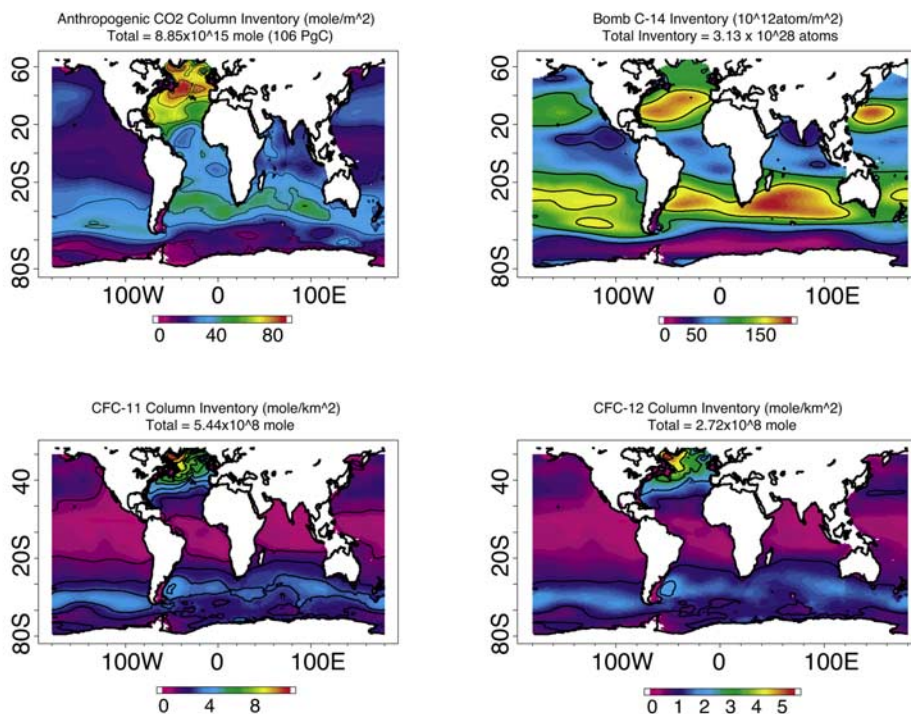 Anthropogenic CO2 Column Inventory (mole/m^2)
Total = 8.85x10^15 mole (106 PgC)
60
20
20S
80S
100W 0 100E
0 40 80
Bomb C-14 Inventory (10^12atom/m^2)
Total Inventory = 3.13 x 10^28 atoms
60
20
20S
80S
100W 0 100E
0 50 150
CFC-11 Column Inventory (mole/km^2)
Total = 5.44x10^8 mole
40
20S
80S
100W 0 100E
0 4 8
CFC-12 Column Inventory (mole/km^2)
Total = 2.72x10^8 mole
40
20S
80S
100W 0 100E
0 1 2 3 4 5